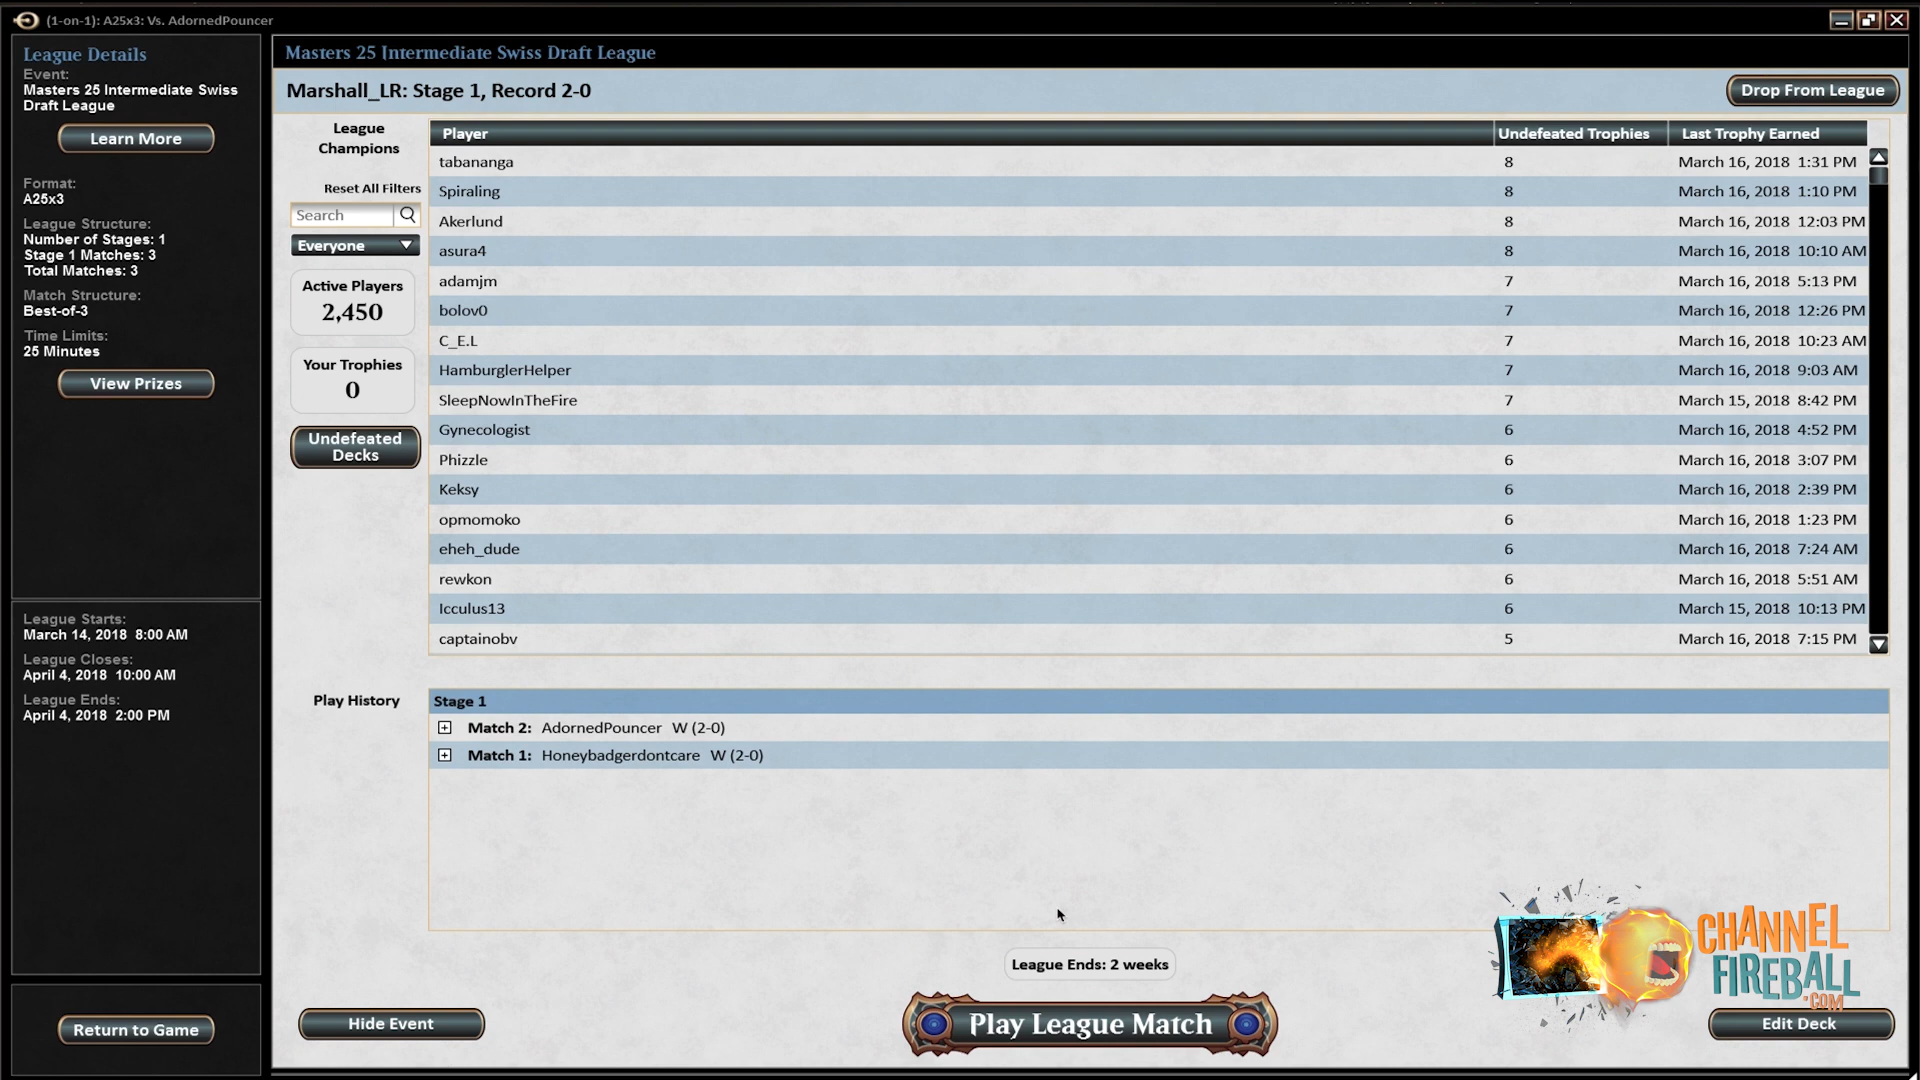 (1-on-1): A25x3: Vs. AdornedPouncer
League Details
Event:
Masters 25 Intermediate Swiss
Draft League
Learn More
Format:
A25x3
League Structure:
Number of Stages: 1
Stage 1 Matches: 3
Total Matches: 3
Match Structure:
Best-of-3
Time Limits:
25 Minutes
View Prizes
League Starts:
March 14, 2018 8:00 AM
League Closes:
April 4, 2018 10:00 AM
League Ends:
April 4, 2018 2:00 PM
Return to Game
Masters 25 Intermediate Swiss Draft League
Marshall_LR: Stage 1, Record 2-0
Drop From League
League
Champions
Reset All Filters
Search
Everyone
Active Players
2,450
Your Trophies
0
Undefeated
Decks
Player Undefeated Trophies Last Trophy Earned
tabananga 8 March 16, 2018 1:31 PM
Spiraling 8 March 16, 2018 1:10 PM
Akerlund 8 March 16, 2018 12:03 PM
asura4 8 March 16, 2018 10:10 AM
adamjm 7 March 16, 2018 5:13 PM
bolov0 7 March 16, 2018 12:26 PM
C_E.L 7 March 16, 2018 10:23 AM
HamburglerHelper 7 March 16, 2018 9:03 AM
SleepNowInTheFire 7 March 15, 2018 8:42 PM
Gynecologist 6 March 16, 2018 4:52 PM
Phizzle 6 March 16, 2018 3:07 PM
Keksy 6 March 16, 2018 2:39 PM
opmomoko 6 March 16, 2018 1:23 PM
eheh_dude 6 March 16, 2018 7:24 AM
rewkon 6 March 16, 2018 5:51 AM
Icculus13 6 March 15, 2018 10:13 PM
captainobv 5 March 16, 2018 7:15 PM
Play History
Stage 1
Match 2: AdornedPouncer W (2-0)
Match 1: Honeybadgerdontcare W (2-0)
League Ends: 2 weeks
Hide Event
Play League Match
CHANNEL
FIREBALL
.COM
Edit Deck